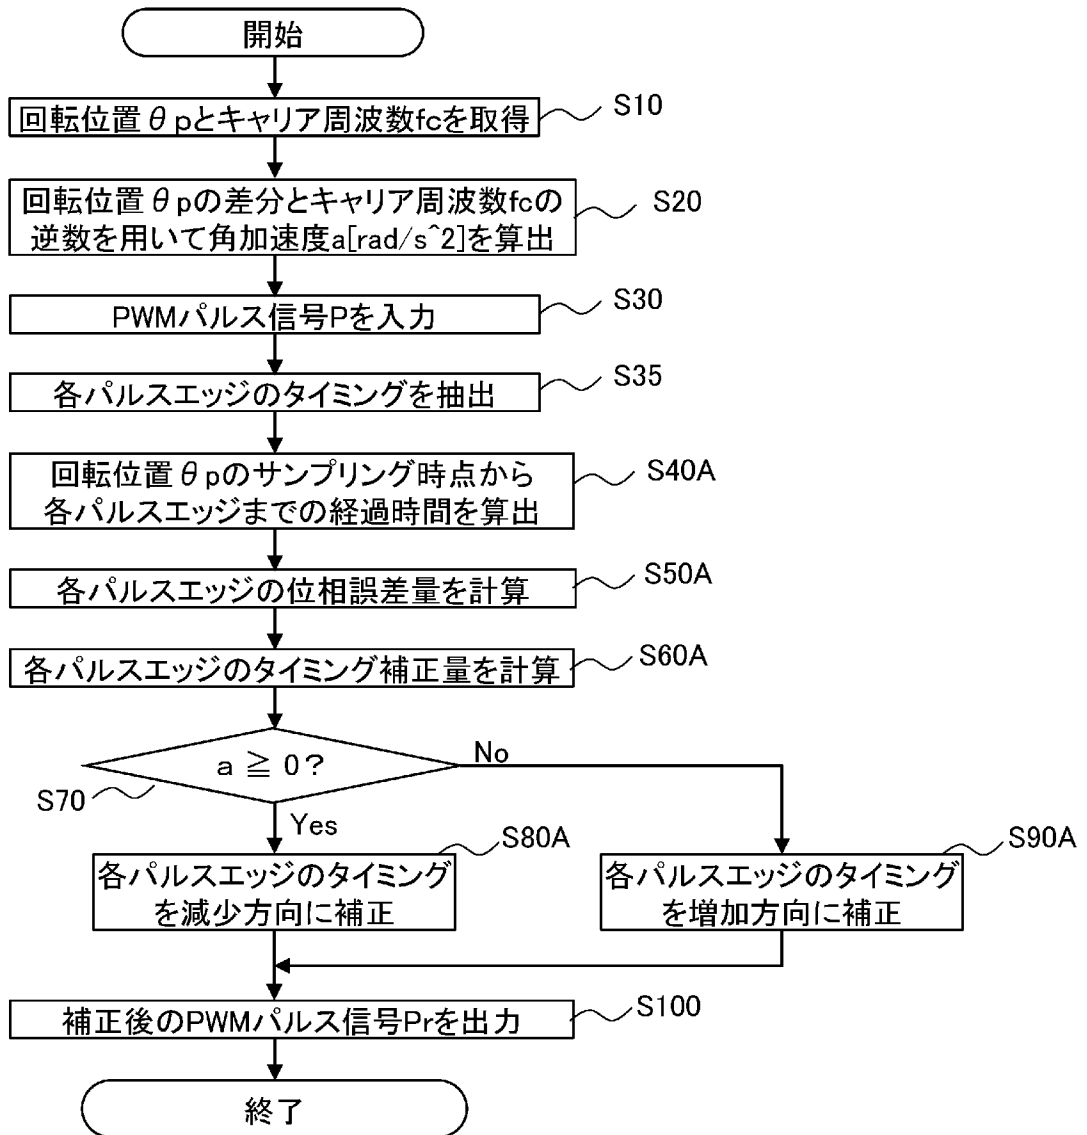 開始
回転位置θpとキャリア周波数fcを取得
S10
回転位置θpの差分とキャリア周波数fcの
逆数を用いて角加速度a[rad/s^2]を算出
S20
PWMパルス信号Pを入力
S30
各パルスエッジのタイミングを抽出
S35
回転位置θpのサンプリング時点から
各パルスエッジまでの経過時間を算出
S40A
各パルスエッジの位相誤差量を計算
S50A
各パルスエッジのタイミング補正量を計算
S60A
a ≧ 0?
No
S70
Yes
S80A
S90A
各パルスエッジのタイミング
を減少方向に補正
各パルスエッジのタイミング
を増加方向に補正
補正後のPWMパルス信号Prを出力
S100
終了